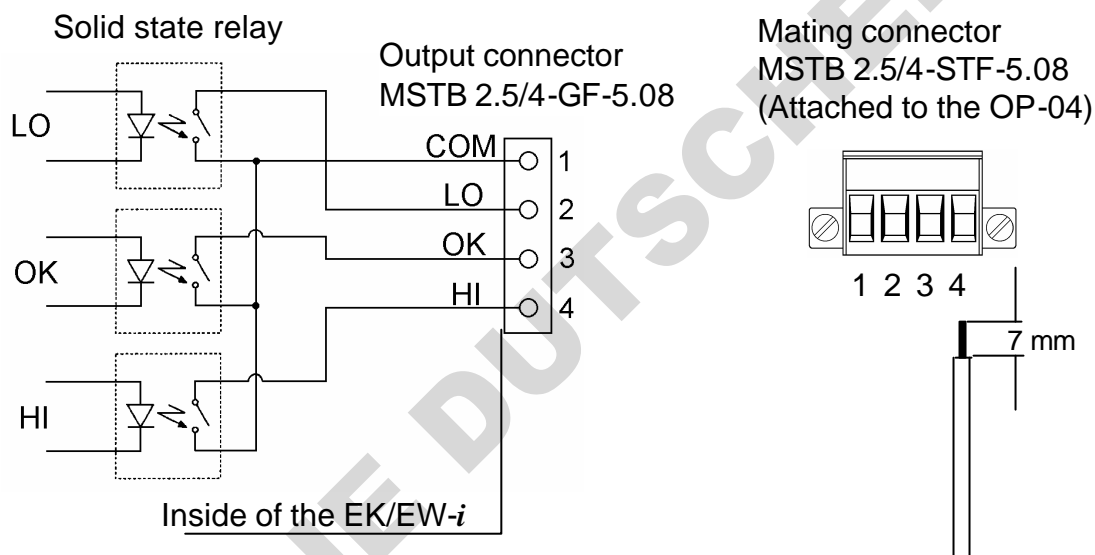 Solid state relay
Output connector
MSTB 2.5/4-GF-5.08
Mating connector
MSTB 2.5/4-STF-5.08
(Attached to the OP-04)
LO
OK
HI
COM 1
LO 2
OK 3
HI 4
1 2 3 4
7 mm
Inside of the EK/EW-i
IE DUTSCHE